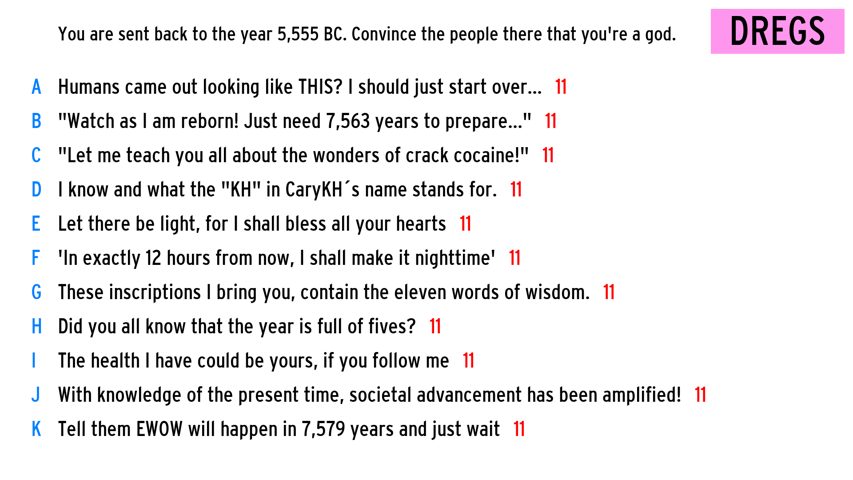 You are sent back to the year 5,555 BC. Convince the people there that you're a god.
DREGS
A Humans came out looking like THIS? I should just start over... 11
B "Watch as I am reborn! Just need 7,563 years to prepare..." 11
C "Let me teach you all about the wonders of crack cocaine!" 11
D I know and what the "KH" in CaryKH´s name stands for. 11
E Let there be light, for I shall bless all your hearts 11
F 'In exactly 12 hours from now, I shall make it nighttime' 11
G These inscriptions I bring you, contain the eleven words of wisdom. 11
H Did you all know that the year is full of fives? 11
I The health I have could be yours, if you follow me 11
J With knowledge of the present time, societal advancement has been amplified! 11
K Tell them EWOW will happen in 7,579 years and just wait 11